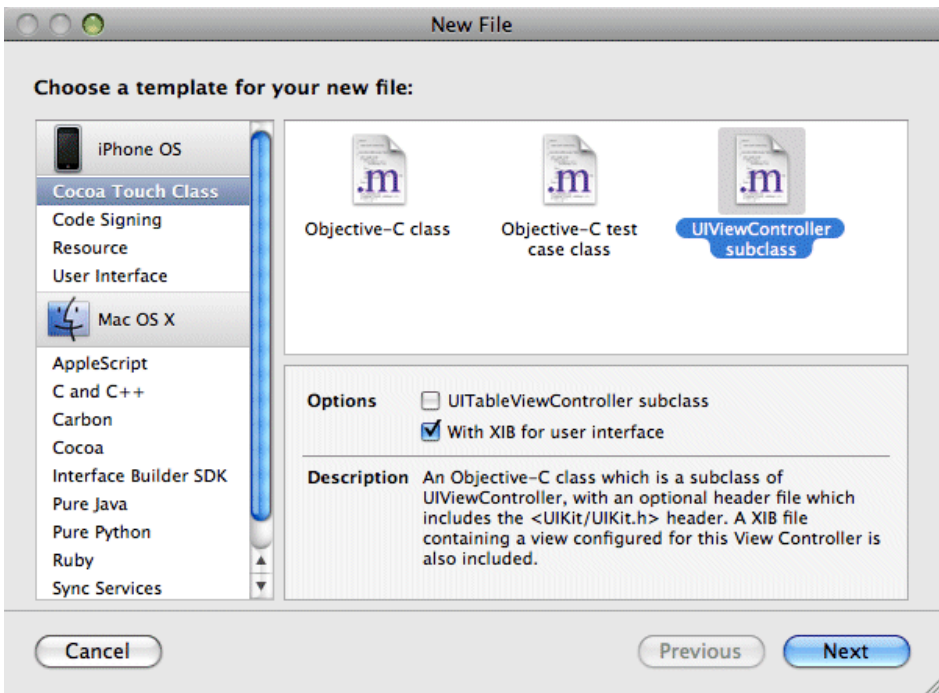 New File
Choose a template for your new file:
iPhone OS
Cocoa Touch Class
Code Signing
Resource
User Interface
Mac OS X
AppleScript
C and C++
Carbon
Cocoa
Interface Builder SDK
Pure Java
Pure Python
Ruby
Sync Services
.m
Objective-C class
.m
Objective-C test
case class
.m
UIViewController
subclass
Options
UITableViewController subclass
With XIB for user interface
Description
An Objective-C class which is a subclass of
UIViewController, with an optional header file which
includes the <UIKit/UIKit.h> header. A XIB file
containing a view configured for this View Controller is
also included.
Cancel
Previous
Next